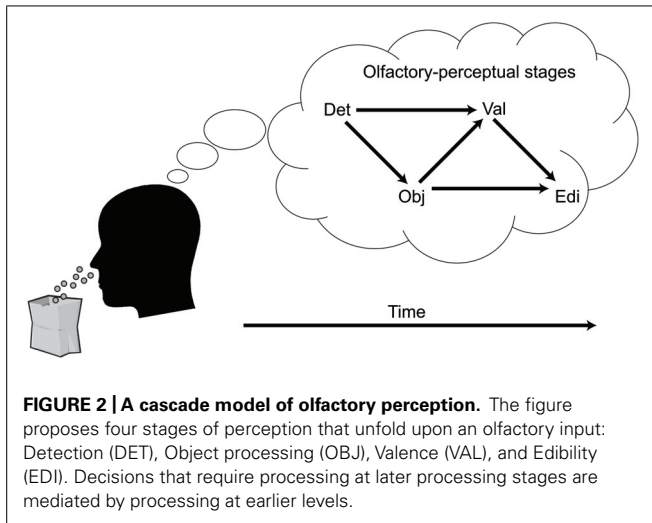 Olfactory-perceptual stages
Det Val
Obj Edi
Time
FIGURE 2 | A cascade model of olfactory perception. The figure
proposes four stages of perception that unfold upon an olfactory input:
Detection (DET), Object processing (OBJ), Valence (VAL), and Edibility
(EDI). Decisions that require processing at later processing stages are
mediated by processing at earlier levels.